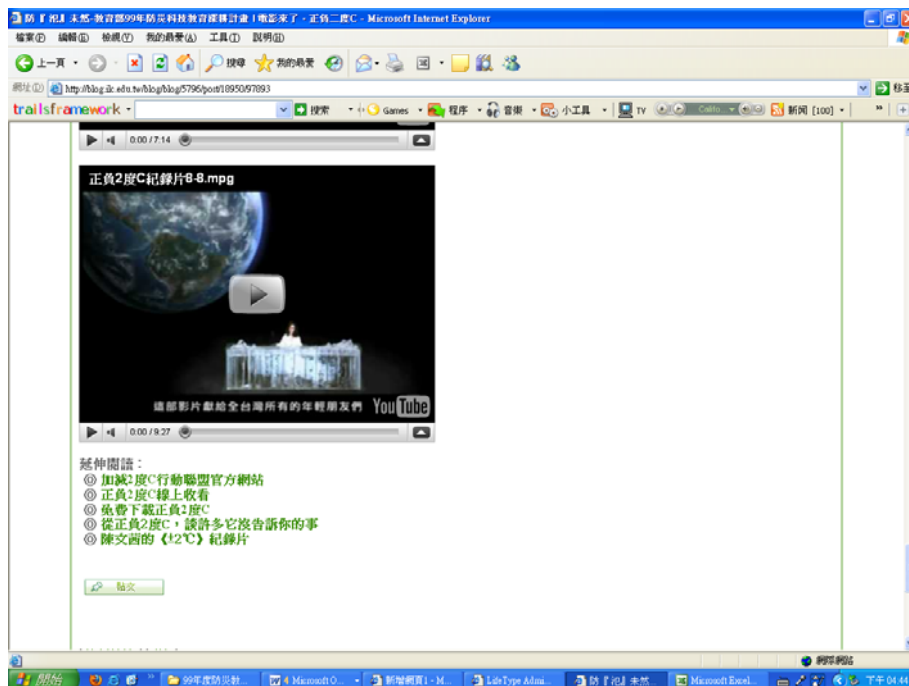 防『汜』未然-教育部99年防災科技教育深耕計畫 | 電影來了 - 正負二度C - Microsoft Internet Explorer
檔案(F) 編輯(E) 檢視(V) 我的最愛(A) 工具(T) 說明(H)
上一頁 搜尋 我的最愛
網址(D) http://blog.ilc.edu.tw/blog/blog/5796/post/18950/97893 移至
trailsframework 搜索 Games 程序 音樂 小工具 TV Califo... 新闻 [100]
0:00 / 7:14
正負2度C紀錄片8-8.mpg
這部影片獻給全台灣所有的年輕朋友們 YouTube
0:00 / 9:27
延伸閱讀：
◎ 加減2度C行動聯盟官方網站
◎ 正負2度C線上收看
◎ 免費下載正負2度C
◎ 從正負2度C，談許多它沒告訴你的事
◎ 陳文茜的《±2℃》紀錄片
貼文
網際網路
開始 99年度防災教... 4 Microsoft O... 新增網頁1 - M... LifeType Admi... 防『汜』未然... Microsoft Excel... 下午 04:44